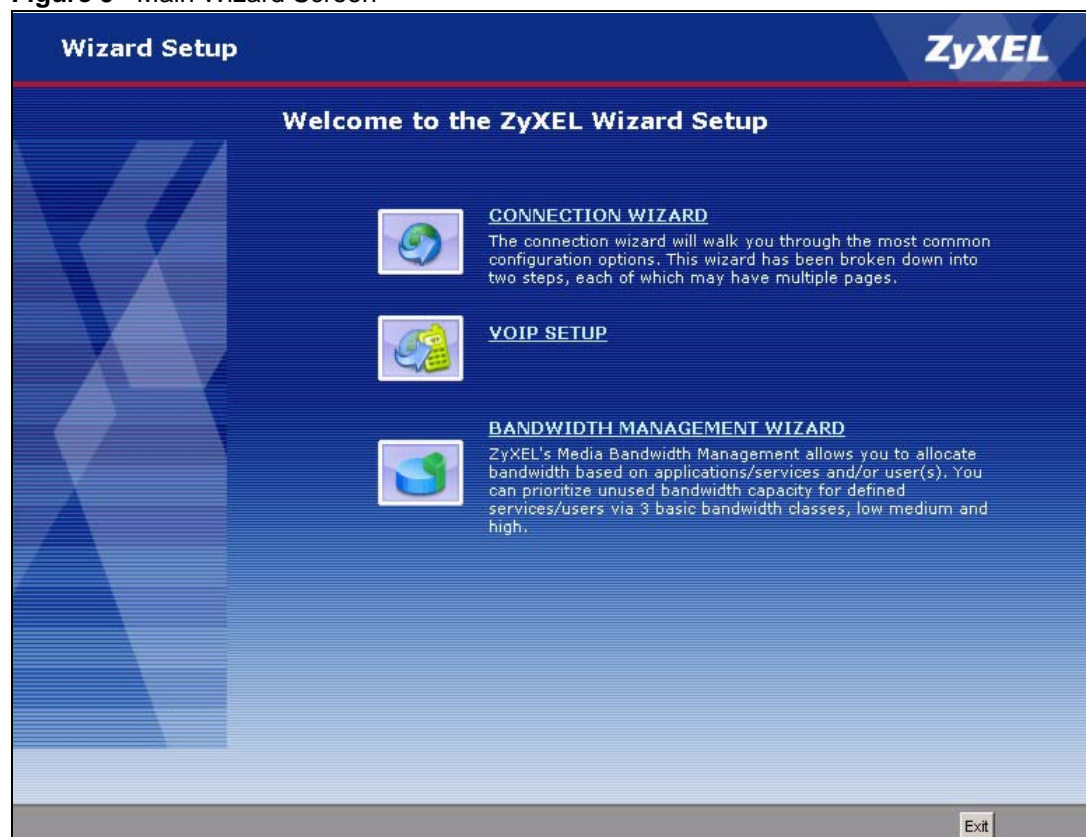 Wizard Setup
ZyXEL
Welcome to the ZyXEL Wizard Setup
CONNECTION WIZARD
The connection wizard will walk you through the most common
configuration options. This wizard has been broken down into
two steps, each of which may have multiple pages.
VOIP SETUP
BANDWIDTH MANAGEMENT WIZARD
ZyXEL's Media Bandwidth Management allows you to allocate
bandwidth based on applications/services and/or user(s). You
can prioritize unused bandwidth capacity for defined
services/users via 3 basic bandwidth classes, low medium and
high.
Exit